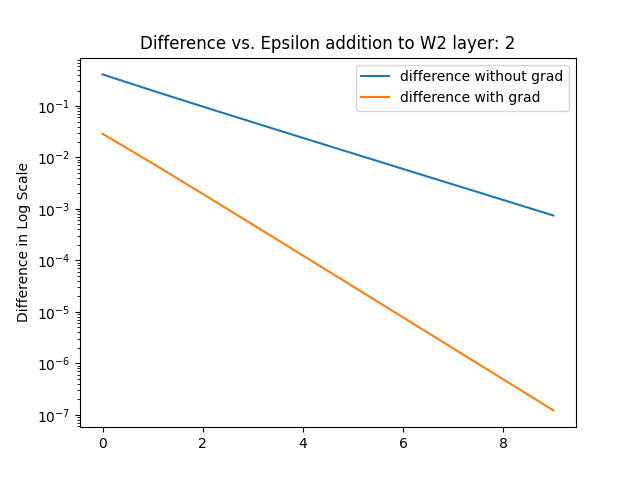 Difference vs. Epsilon addition to W2 layer: 2
difference without grad
difference with grad
Difference in Log Scale
10⁻¹
10⁻²
10⁻³
10⁻⁴
10⁻⁵
10⁻⁶
10⁻⁷
0 2 4 6 8